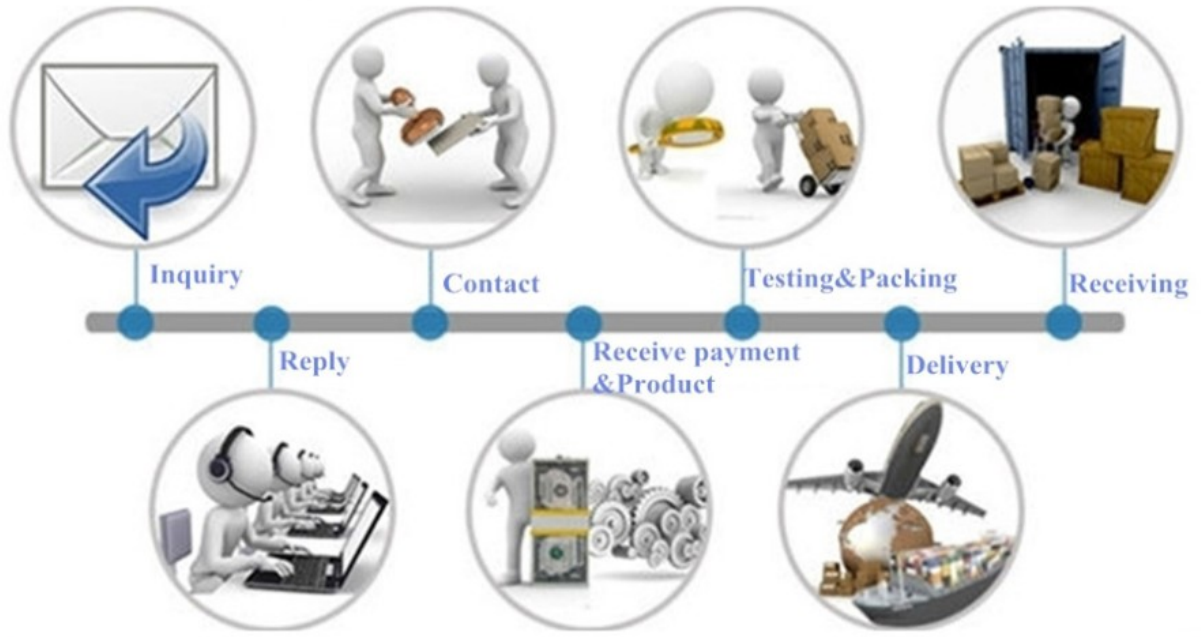 Inquiry
Reply
Contact
Receive payment
&Product
Testing&Packing
Delivery
Receiving